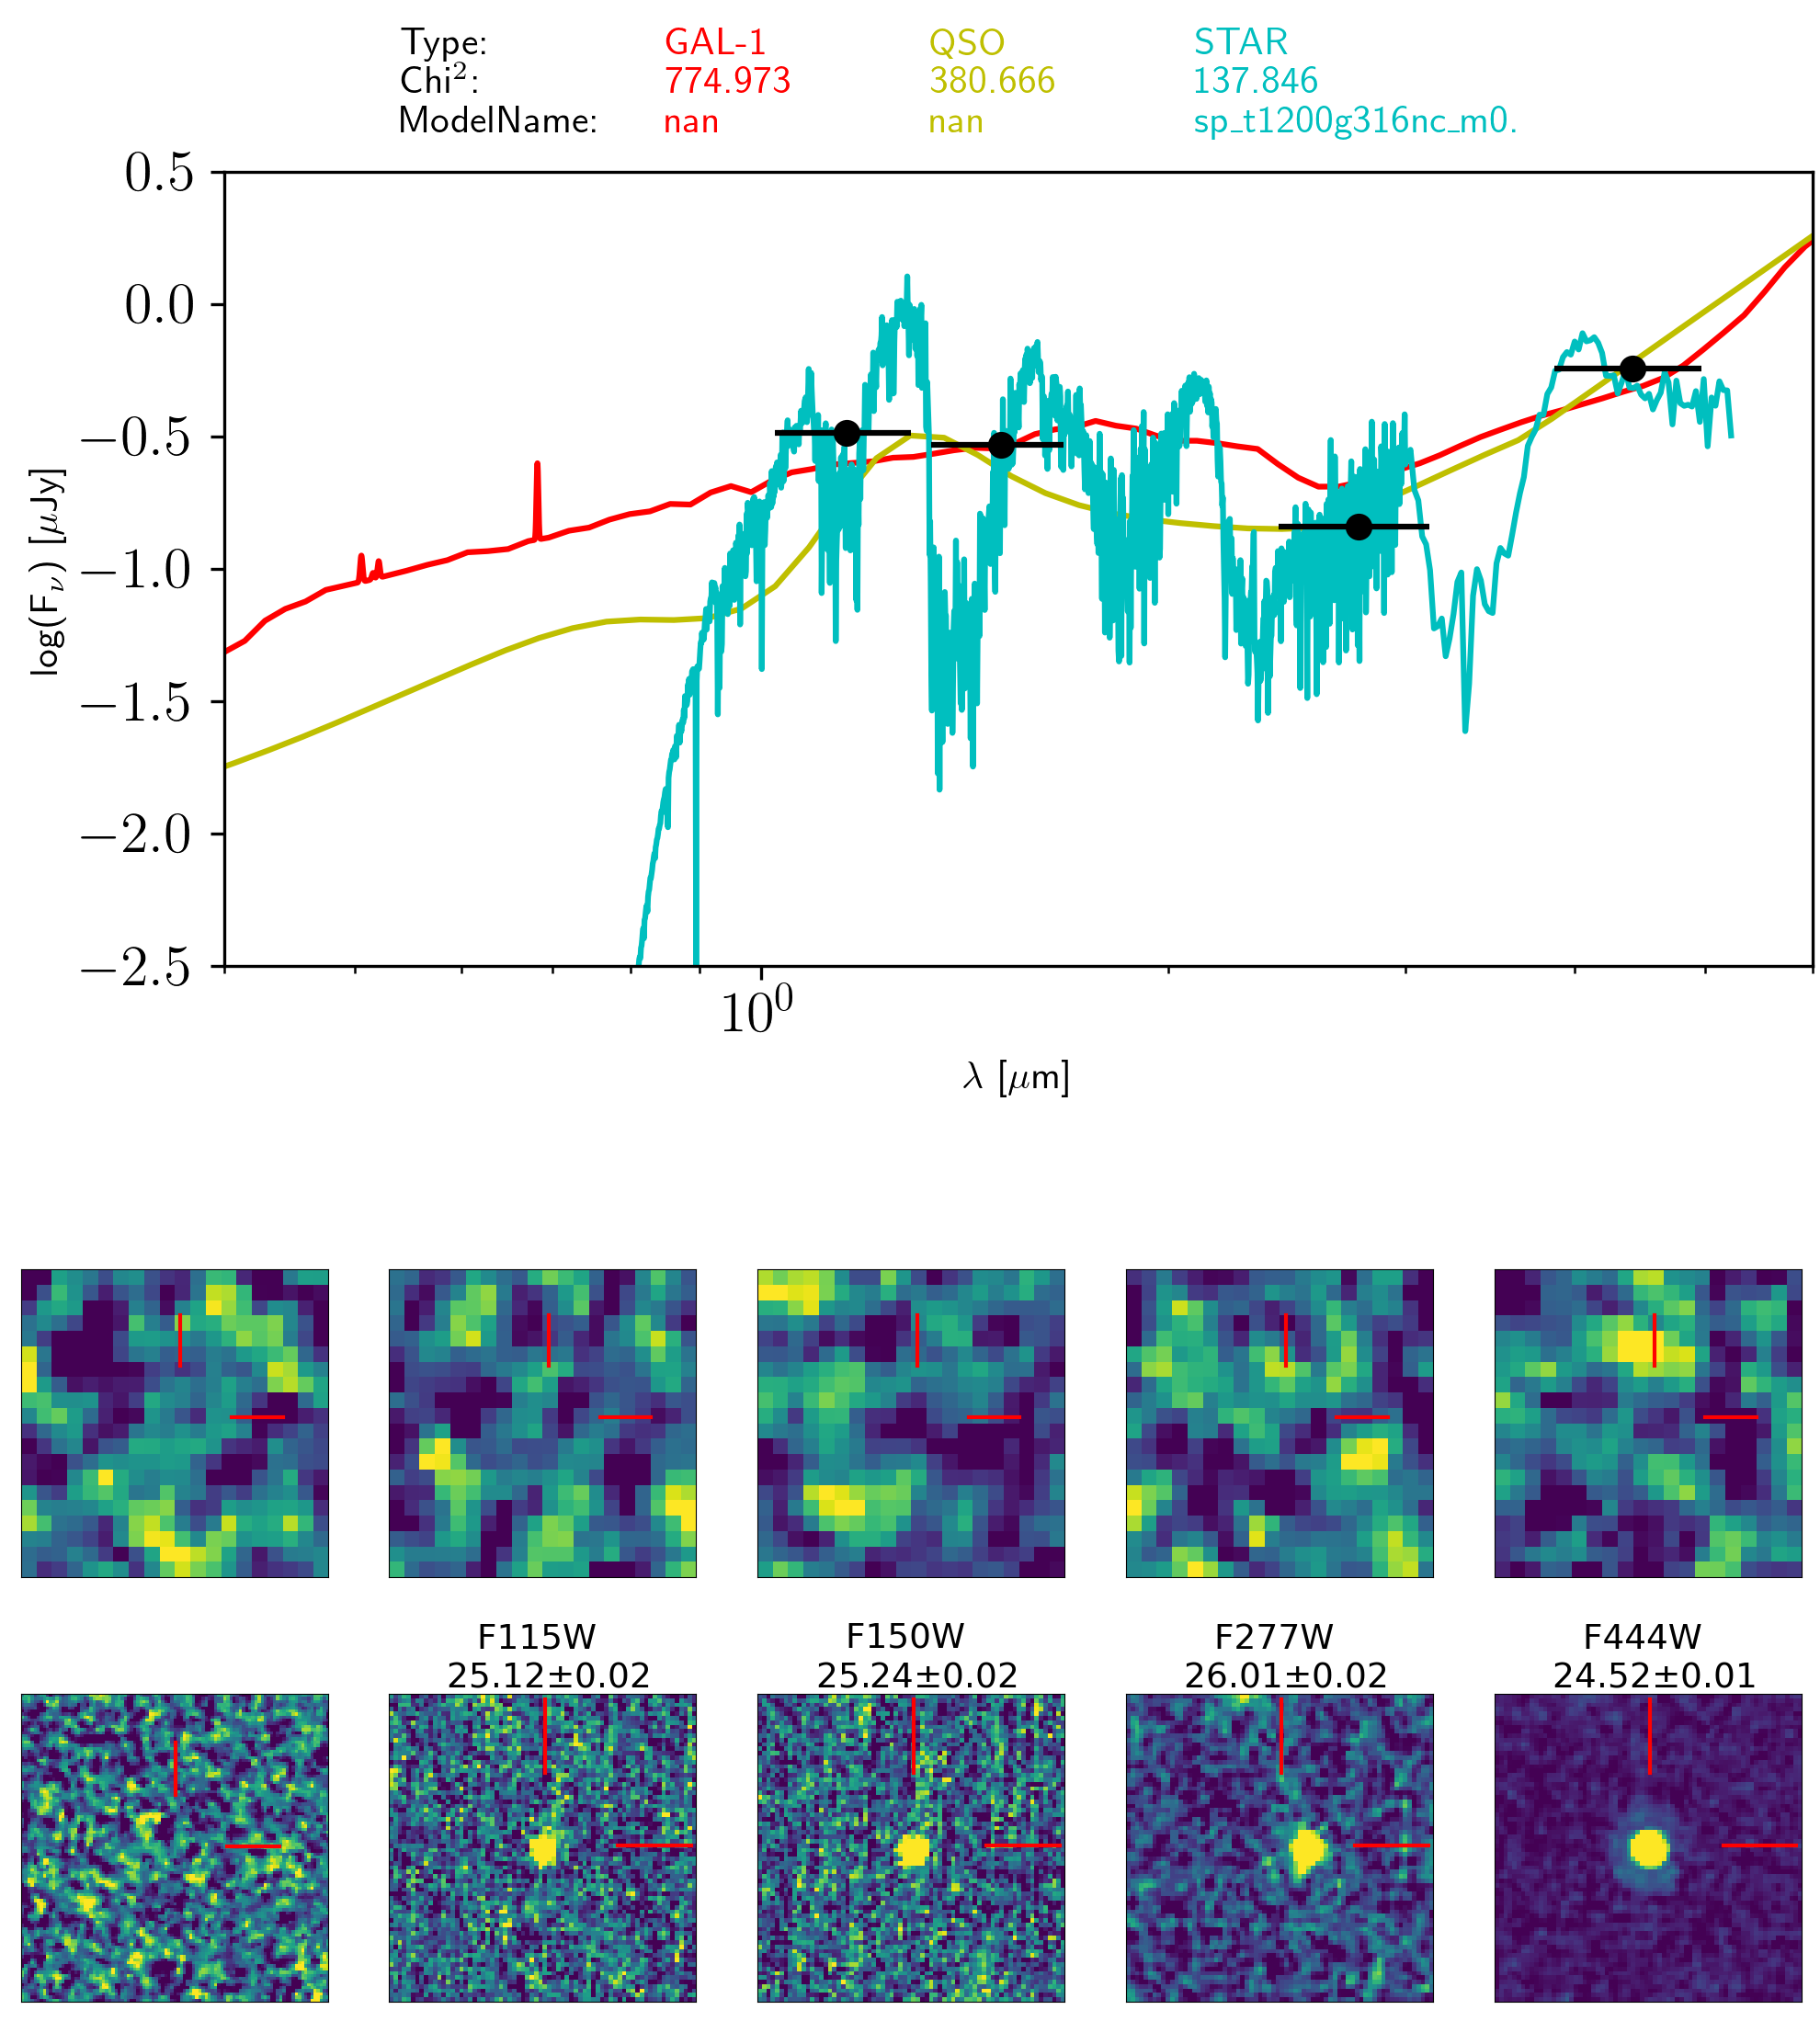 Type: GAL-1 QSO STAR
Chi²: 774.973 380.666 137.846
ModelName: nan nan sp_t1200g316nc_m0.
0.5
0.0
−0.5
−1.0
−1.5
−2.0
−2.5
log(Fν) [μJy]
10⁰
λ [μm]
F115W F150W F277W F444W
25.12±0.02 25.24±0.02 26.01±0.02 24.52±0.01